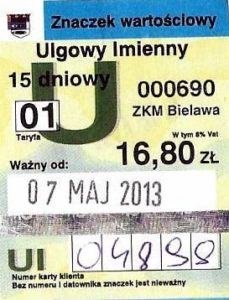 Znaczek wartościowy
Ulgowy Imienny
15 dniowy
U
000690
01
ZKM Bielawa
Taryfa
W tym 8% Vat
Ważny od:
16,80 ZŁ
07 MAJ 2013
UI
04898
Numer karty klienta
Bez numeru i datownika znaczek jest nieważny